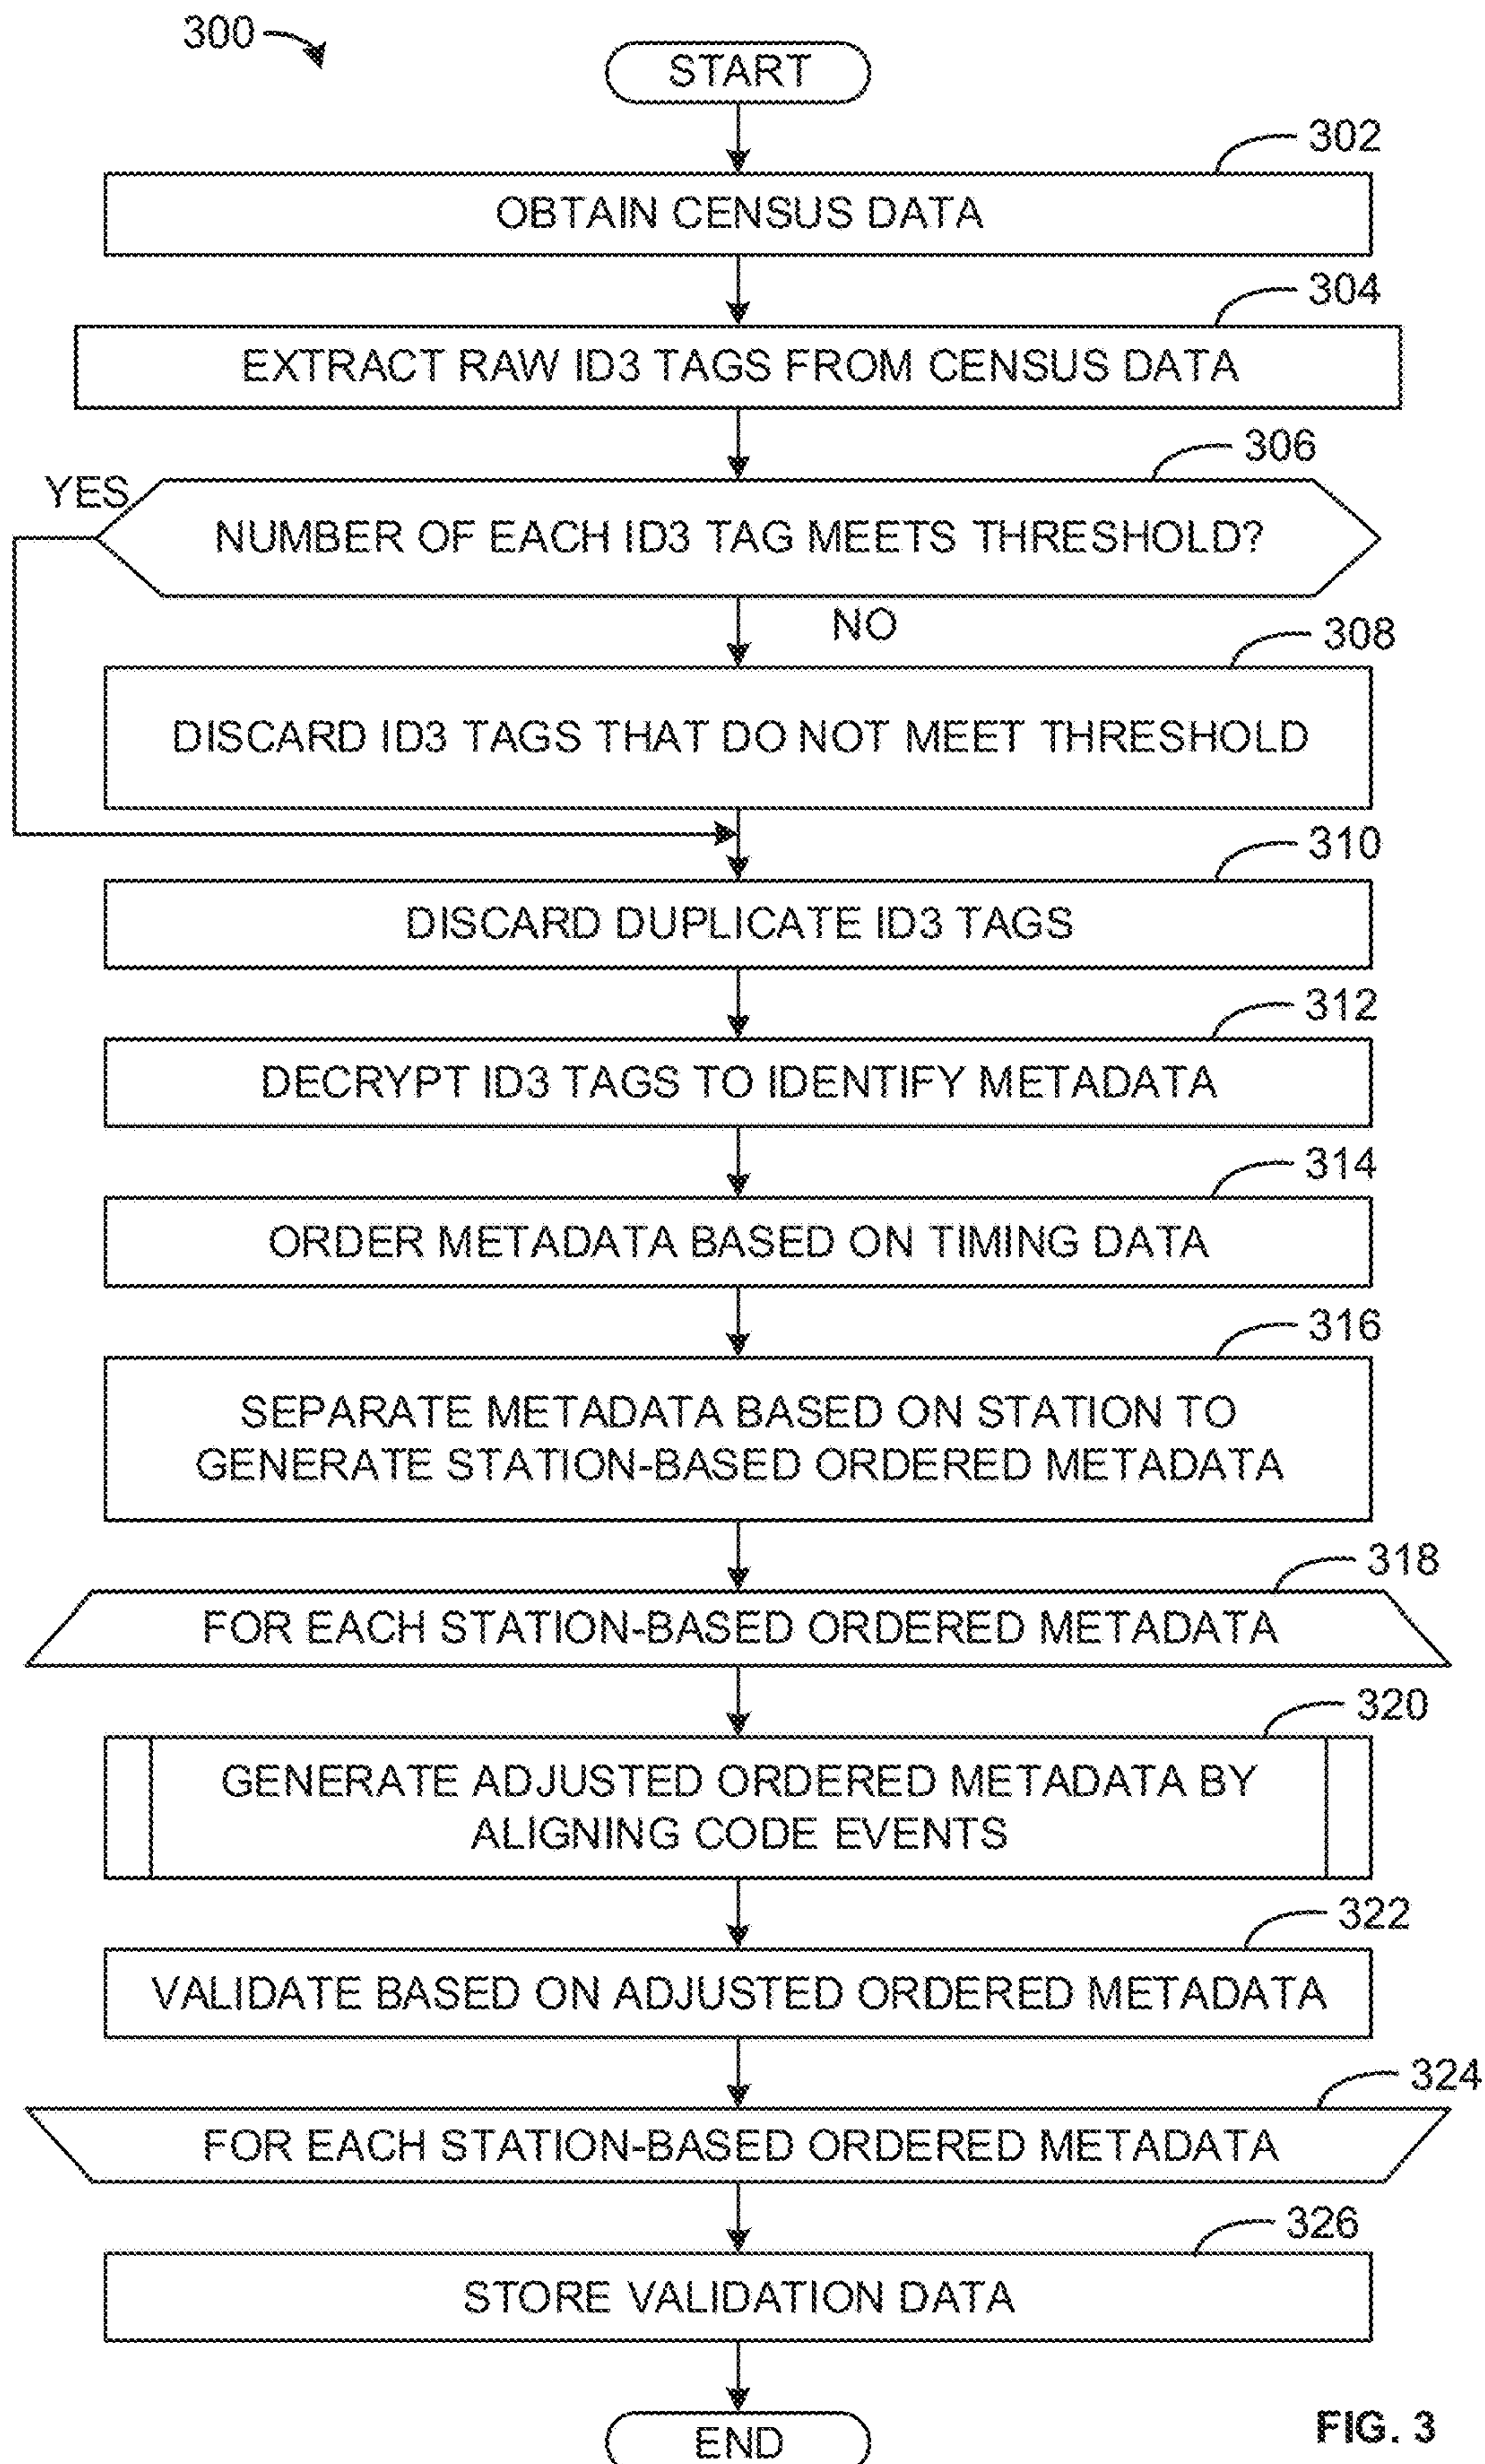 300
START
302
OBTAIN CENSUS DATA
304
EXTRACT RAW ID3 TAGS FROM CENSUS DATA
306
YES
NUMBER OF EACH ID3 TAG MEETS THRESHOLD?
NO
308
DISCARD ID3 TAGS THAT DO NOT MEET THRESHOLD
310
DISCARD DUPLICATE ID3 TAGS
312
DECRYPT ID3 TAGS TO IDENTIFY METADATA
314
ORDER METADATA BASED ON TIMING DATA
316
SEPARATE METADATA BASED ON STATION TO
GENERATE STATION-BASED ORDERED METADATA
318
FOR EACH STATION-BASED ORDERED METADATA
320
GENERATE ADJUSTED ORDERED METADATA BY
ALIGNING CODE EVENTS
322
VALIDATE BASED ON ADJUSTED ORDERED METADATA
324
FOR EACH STATION-BASED ORDERED METADATA
326
STORE VALIDATION DATA
END
FIG. 3